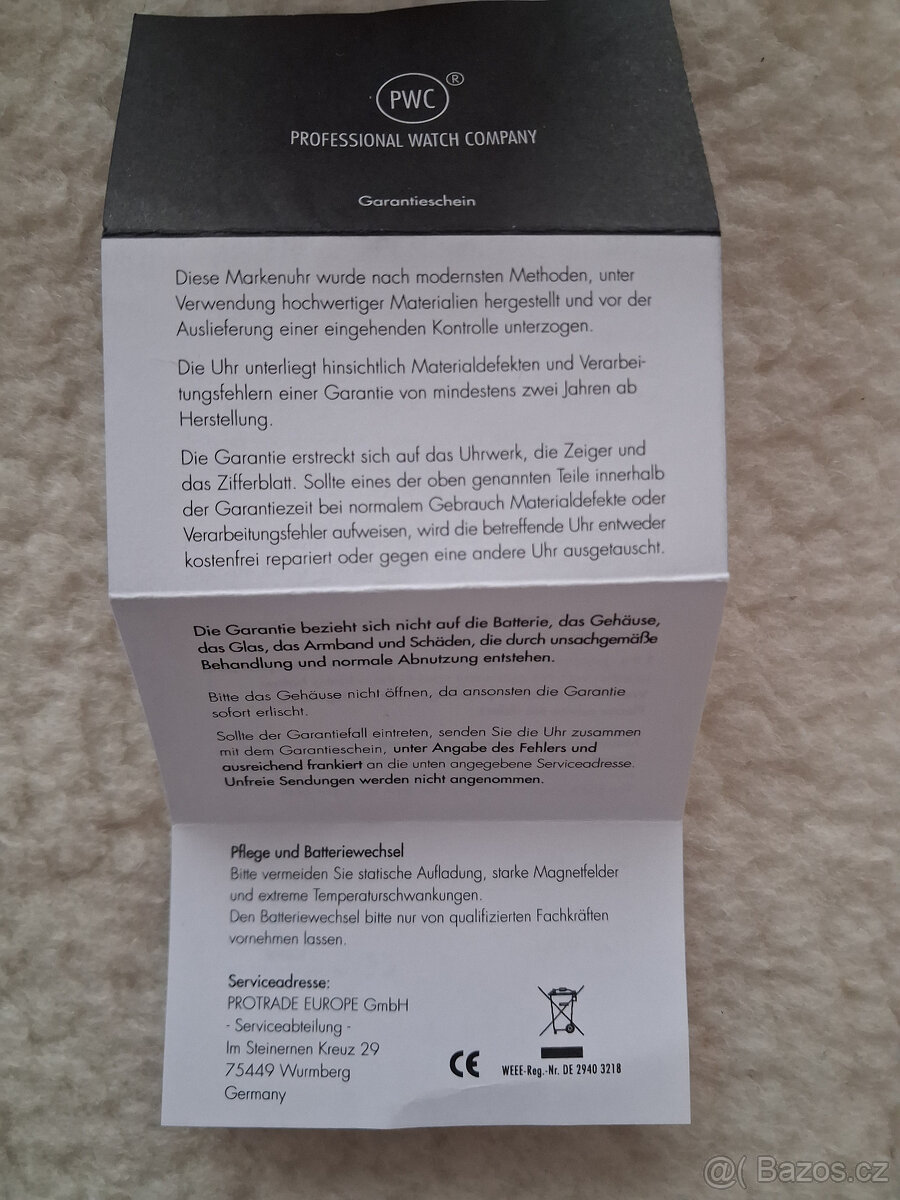 PWC®
PROFESSIONAL WATCH COMPANY
Garantieschein
Diese Markenuhr wurde nach modernsten Methoden, unter
Verwendung hochwertiger Materialien hergestellt und vor der
Auslieferung einer eingehenden Kontrolle unterzogen.
Die Uhr unterliegt hinsichtlich Materialdefekten und Verarbei-
tungsfehlern einer Garantie von mindestens zwei Jahren ab
Herstellung.
Die Garantie erstreckt sich auf das Uhrwerk, die Zeiger und
das Zifferblatt. Sollte eines der oben genannten Teile innerhalb
der Garantiezeit bei normalem Gebrauch Materialdefekte oder
Verarbeitungsfehler aufweisen, wird die betreffende Uhr entweder
kostenfrei repariert oder gegen eine andere Uhr ausgetauscht.
Die Garantie bezieht sich nicht auf die Batterie, das Gehäuse,
das Glas, das Armband und Schäden, die durch unsachgemäße
Behandlung und normale Abnutzung entstehen.
Bitte das Gehäuse nicht öffnen, da ansonsten die Garantie
sofort erlischt.
Sollte der Garantiefall eintreten, senden Sie die Uhr zusammen
mit dem Garantieschein, unter Angabe des Fehlers und
ausreichend frankiert an die unten angegebene Serviceadresse.
Unfreie Sendungen werden nicht angenommen.
Pflege und Batteriewechsel
Bitte vermeiden Sie statische Aufladung, starke Magnetfelder
und extreme Temperaturschwankungen.
Den Batteriewechsel bitte nur von qualifizierten Fachkräften
vornehmen lassen.
Serviceadresse:
PROTRADE EUROPE GmbH
- Serviceabteilung -
Im Steinernen Kreuz 29
75449 Wurmberg
Germany
CE
WEEE-Reg.-Nr. DE 2940 3218
@( Bazos.cz